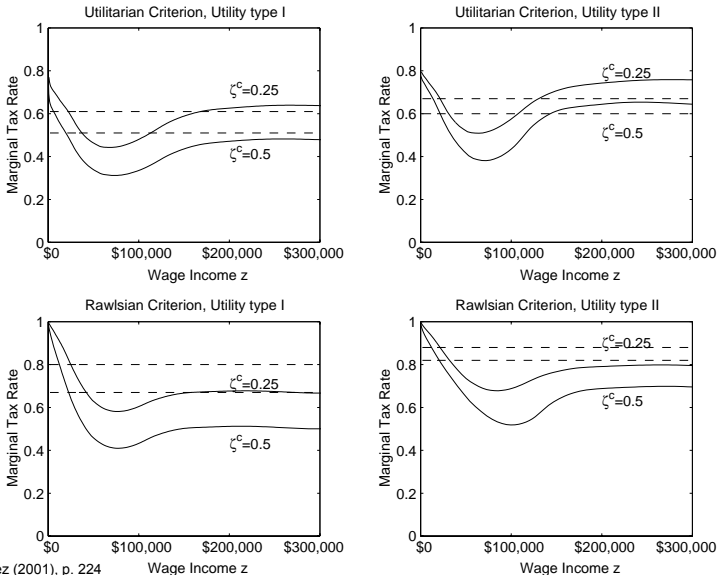 Utilitarian Criterion, Utility type I
1
0.8
0.6
0.4
0.2
0
Marginal Tax Rate
ζc=0.25
ζc=0.5
$0 $100,000 $200,000 $300,000
Wage Income z
Utilitarian Criterion, Utility type II
1
0.8
0.6
0.4
0.2
0
Marginal Tax Rate
ζc=0.25
ζc=0.5
$0 $100,000 $200,000 $300,000
Wage Income z
Rawlsian Criterion, Utility type I
1
0.8
0.6
0.4
0.2
0
Marginal Tax Rate
ζc=0.25
ζc=0.5
$0 $100,000 $200,000 $300,000
Wage Income z
Rawlsian Criterion, Utility type II
1
0.8
0.6
0.4
0.2
0
Marginal Tax Rate
ζc=0.25
ζc=0.5
$0 $100,000 $200,000 $300,000
Wage Income z
ez (2001), p. 224